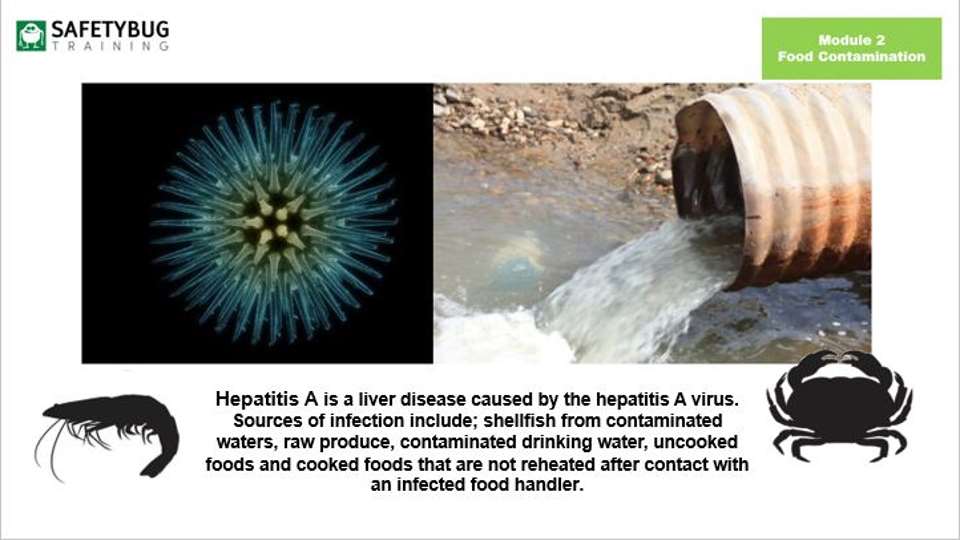 SAFETYBUG
TRAINING
Module 2
Food Contamination
Hepatitis A is a liver disease caused by the hepatitis A virus.
Sources of infection include; shellfish from contaminated
waters, raw produce, contaminated drinking water, uncooked
foods and cooked foods that are not reheated after contact with
an infected food handler.